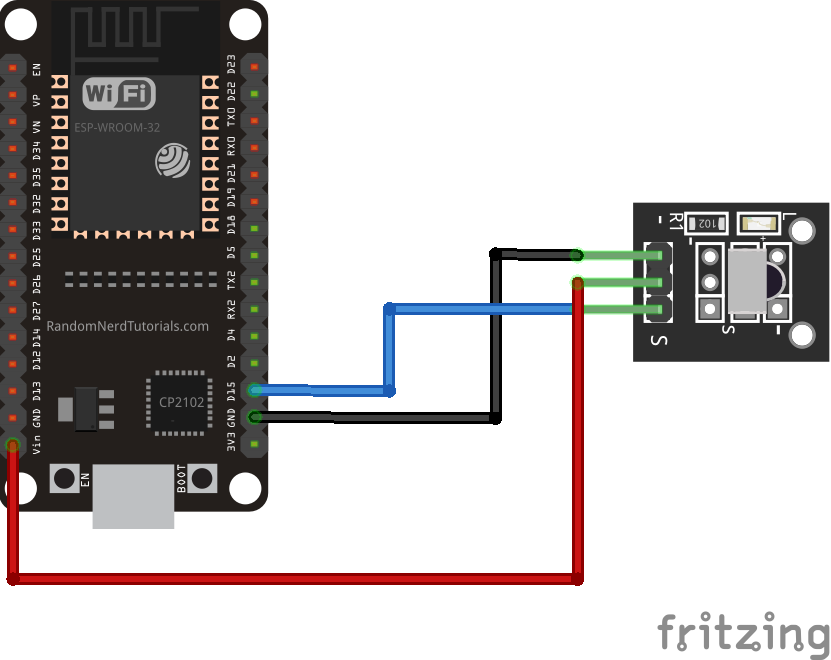 WiFi
ESP-WROOM-32
EN
VP
VN
D34
D35
D32
D33
D25
D26
D27
D14
D12
D13
GND
Vin
D23
D22
TX0
RX0
D21
D19
D18
D5
TX2
RX2
D4
D2
D15
GND
3V3
RandomNerdTutorials.com
CP2102
EN
BOOT
-
R1
102
L
-
+
S
-
S
fritzing